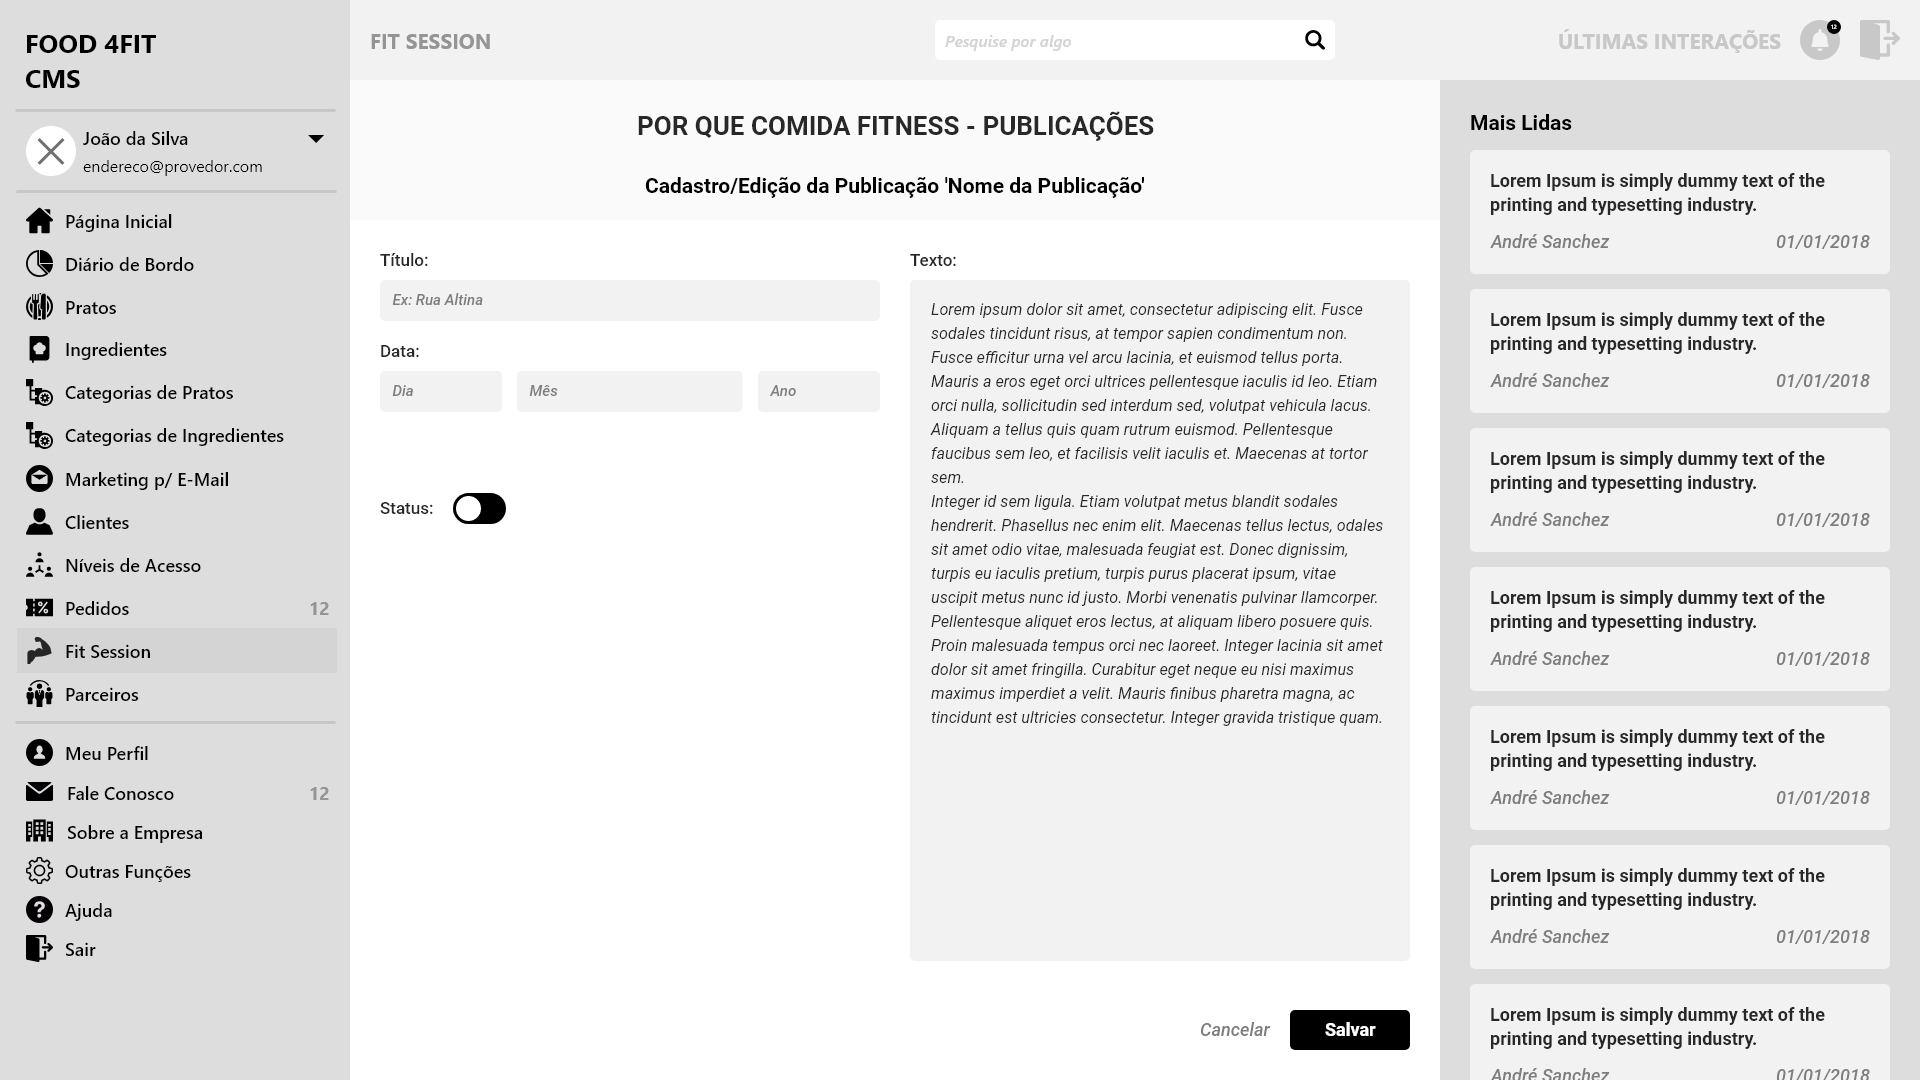 FOOD 4FIT
CMS
João da Silva
endereco@provedor.com
Página Inicial
Diário de Bordo
Pratos
Ingredientes
Categorias de Pratos
Categorias de Ingredientes
Marketing p/ E-Mail
Clientes
Níveis de Acesso
Pedidos 12
Fit Session
Parceiros
Meu Perfil
Fale Conosco 12
Sobre a Empresa
Outras Funções
Ajuda
Sair
FIT SESSION
Pesquise por algo
ÚLTIMAS INTERAÇÕES
12
POR QUE COMIDA FITNESS - PUBLICAÇÕES
Cadastro/Edição da Publicação 'Nome da Publicação'
Título:
Ex: Rua Altina
Data:
Dia Mês Ano
Status:
Texto:
Lorem ipsum dolor sit amet, consectetur adipiscing elit. Fusce
sodales tincidunt risus, at tempor sapien condimentum non.
Fusce efficitur urna vel arcu lacinia, et euismod tellus porta.
Mauris a eros eget orci ultrices pellentesque iaculis id leo. Etiam
orci nulla, sollicitudin sed interdum sed, volutpat vehicula lacus.
Aliquam a tellus quis quam rutrum euismod. Pellentesque
faucibus sem leo, et facilisis velit iaculis et. Maecenas at tortor
sem.
Integer id sem ligula. Etiam volutpat metus blandit sodales
hendrerit. Phasellus nec enim elit. Maecenas tellus lectus, odales
sit amet odio vitae, malesuada feugiat est. Donec dignissim,
turpis eu iaculis pretium, turpis purus placerat ipsum, vitae
uscipit metus nunc id justo. Morbi venenatis pulvinar llamcorper.
Pellentesque aliquet eros lectus, at aliquam libero posuere quis.
Proin malesuada tempus orci nec laoreet. Integer lacinia sit amet
dolor sit amet fringilla. Curabitur eget neque eu nisi maximus
maximus imperdiet a velit. Mauris finibus pharetra magna, ac
tincidunt est ultricies consectetur. Integer gravida tristique quam.
Cancelar
Salvar
Mais Lidas
Lorem Ipsum is simply dummy text of the
printing and typesetting industry.
André Sanchez 01/01/2018
Lorem Ipsum is simply dummy text of the
printing and typesetting industry.
André Sanchez 01/01/2018
Lorem Ipsum is simply dummy text of the
printing and typesetting industry.
André Sanchez 01/01/2018
Lorem Ipsum is simply dummy text of the
printing and typesetting industry.
André Sanchez 01/01/2018
Lorem Ipsum is simply dummy text of the
printing and typesetting industry.
André Sanchez 01/01/2018
Lorem Ipsum is simply dummy text of the
printing and typesetting industry.
André Sanchez 01/01/2018
Lorem Ipsum is simply dummy text of the
printing and typesetting industry.
André Sanchez 01/01/2018